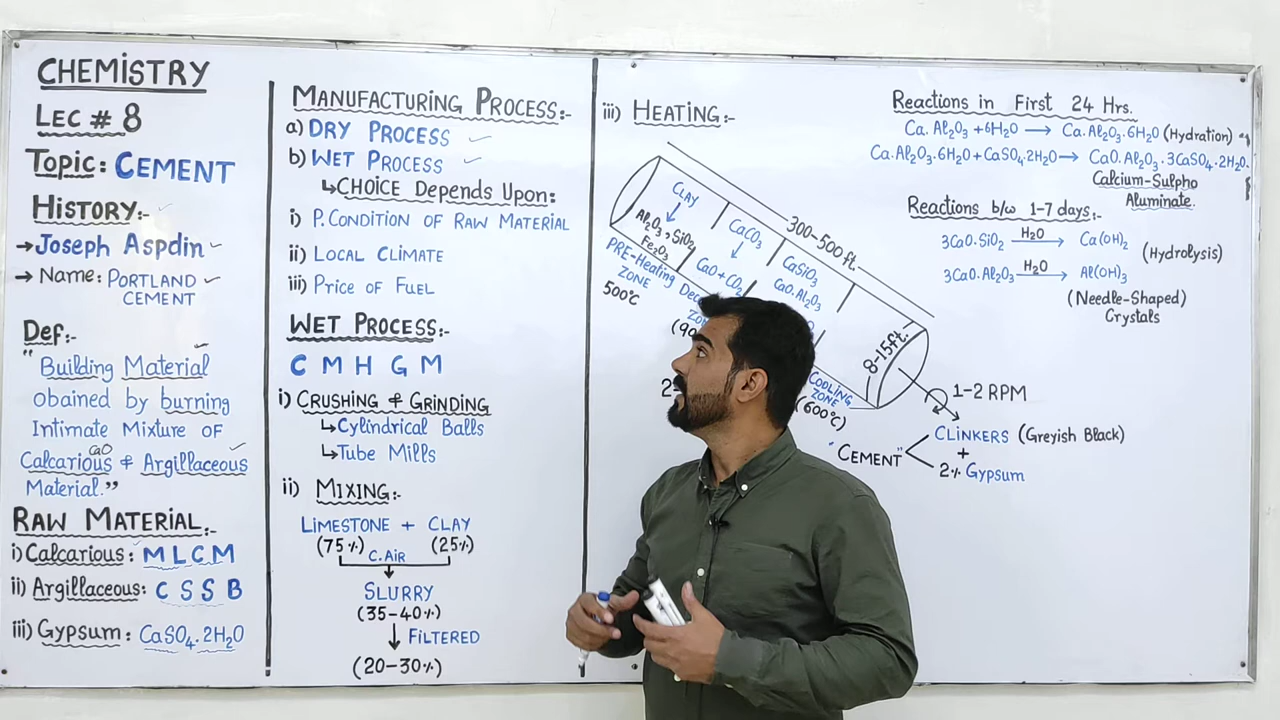 CHEMISTRY
LEC # 8
Topic: CEMENT
HISTORY:-
→ Joseph Aspdin
→ Name: PORTLAND
CEMENT
Def:-
"Building Material
obained by burning
Intimate Mixture OF
CaO
Calcarious & Argillaceous
Material."
RAW MATERIAL:-
i) Calcarious: M L C M
ii) Argillaceous: C S S B
iii) Gypsum: CaSO4.2H2O
MANUFACTURING PROCESS:-
a) DRY PROCESS
b) WET PROCESS
↳CHOICE Depends Upon:
i) P. CONDITION OF RAW MATERIAL
ii) LOCAL CLIMATE
iii) PRICE OF FUEL
WET PROCESS:-
C M H G M
i) CRUSHING & GRINDING
↳Cylindrical Balls
↳Tube Mills
ii) MIXING:-
LIMESTONE + CLAY
(75%) (25%)
C.AIR
SLURRY
(35-40%)
↓ FILTERED
(20-30%)
iii) HEATING:-
300-500 ft.
CLAY
↓
Al2O3, SiO2
Fe2O3
PRE-Heating
ZONE
500°C
CaCO3
↓
CaO + CO2
(90
CaSiO3
CaO.Al2O3
COOLING
ZONE
(600°C)
8-15ft.
1-2 RPM
"CEMENT"
CLINKERS (Greyish Black)
+
2% Gypsum
Reactions in First 24 Hrs.
Ca.Al2O3 + 6H2O → Ca.Al2O3.6H2O (Hydration)
Ca.Al2O3.6H2O + CaSO4.2H2O → CaO.Al2O3.3CaSO4.2H2O.
Calcium-Sulpho
Aluminate.
Reactions b/w 1-7 days:-
3CaO.SiO2 —H2O→ Ca(OH)2
(Hydrolysis)
3CaO.Al2O3 —H2O→ Al(OH)3
(Needle-Shaped)
Crystals